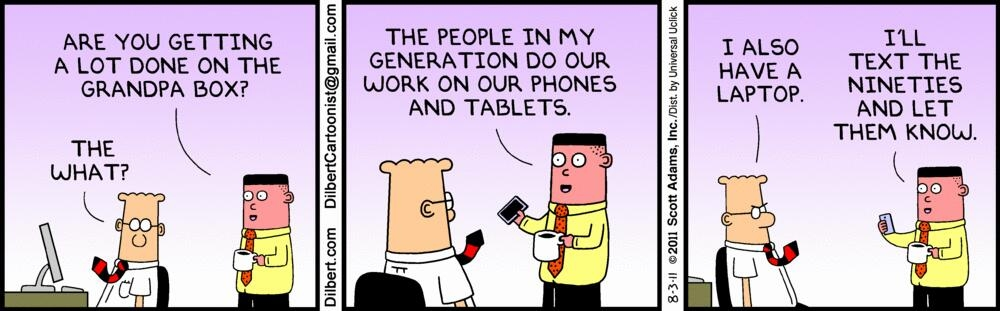 ARE YOU GETTING
A LOT DONE ON THE
GRANDPA BOX?
THE
WHAT?
DilbertCartoonist@gmail.com
Dilbert.com
THE PEOPLE IN MY
GENERATION DO OUR
WORK ON OUR PHONES
AND TABLETS.
8-3-11 ©2011 Scott Adams, Inc./Dist. by Universal Uclick
I ALSO
HAVE A
LAPTOP.
I'LL
TEXT THE
NINETIES
AND LET
THEM KNOW.